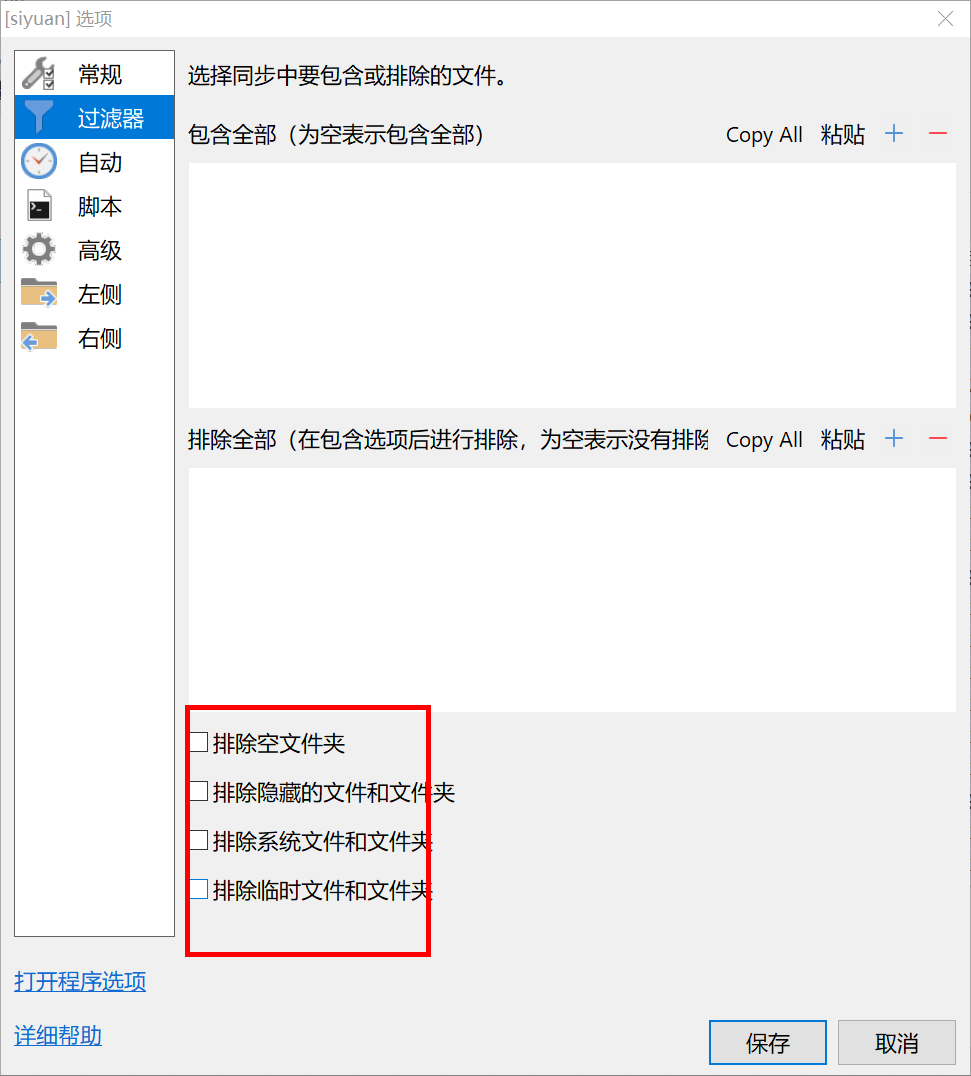 [siyuan] 选项
常规
过滤器
自动
脚本
高级
左侧
右侧
选择同步中要包含或排除的文件。
包含全部（为空表示包含全部） Copy All 粘贴
排除全部（在包含选项后进行排除，为空表示没有排除 Copy All 粘贴
排除空文件夹
排除隐藏的文件和文件夹
排除系统文件和文件夹
排除临时文件和文件夹
打开程序选项
详细帮助
保存 取消